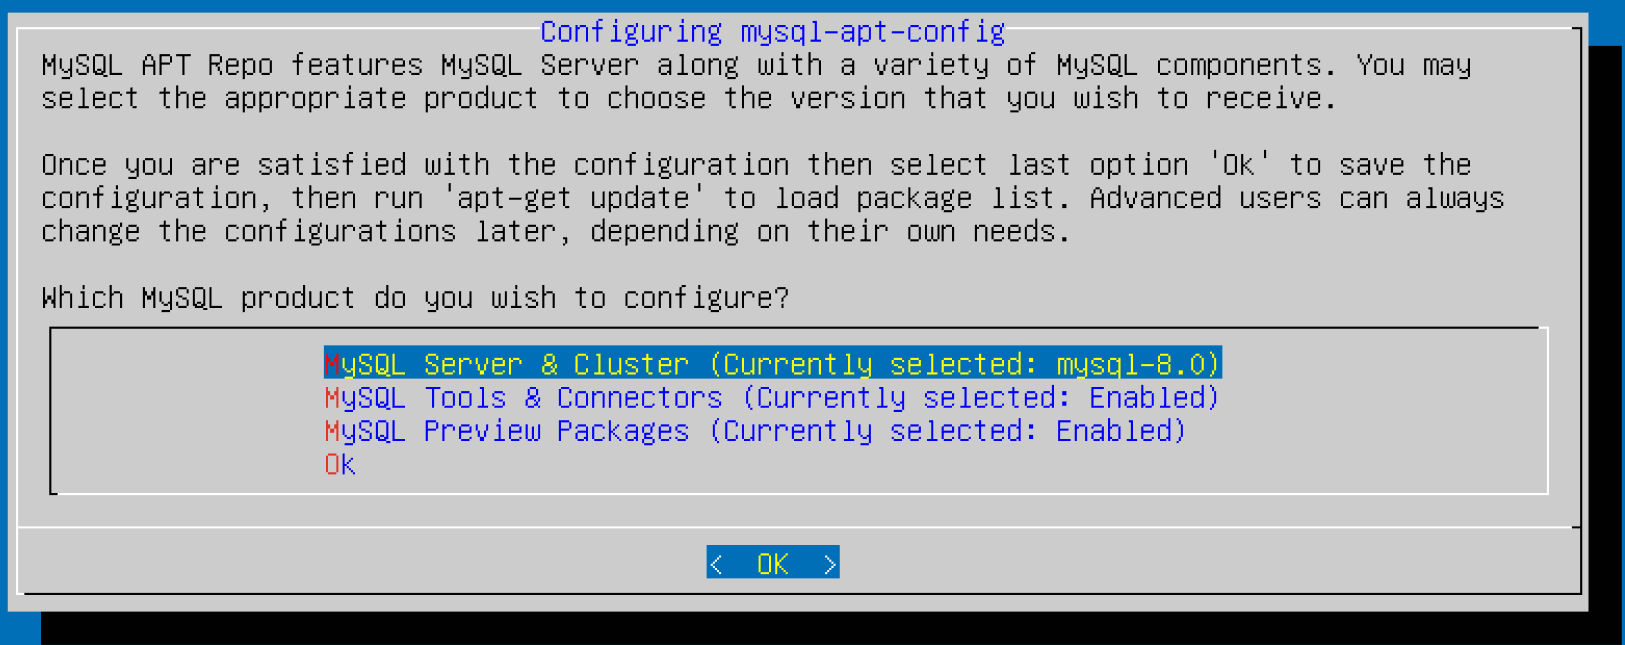 Configuring mysql-apt-config
MySQL APT Repo features MySQL Server along with a variety of MySQL components. You may
select the appropriate product to choose the version that you wish to receive.
Once you are satisfied with the configuration then select last option 'Ok' to save the
configuration, then run 'apt-get update' to load package list. Advanced users can always
change the configurations later, depending on their own needs.
Which MySQL product do you wish to configure?
MySQL Server & Cluster (Currently selected: mysql-8.0)
MySQL Tools & Connectors (Currently selected: Enabled)
MySQL Preview Packages (Currently selected: Enabled)
Ok
< OK >